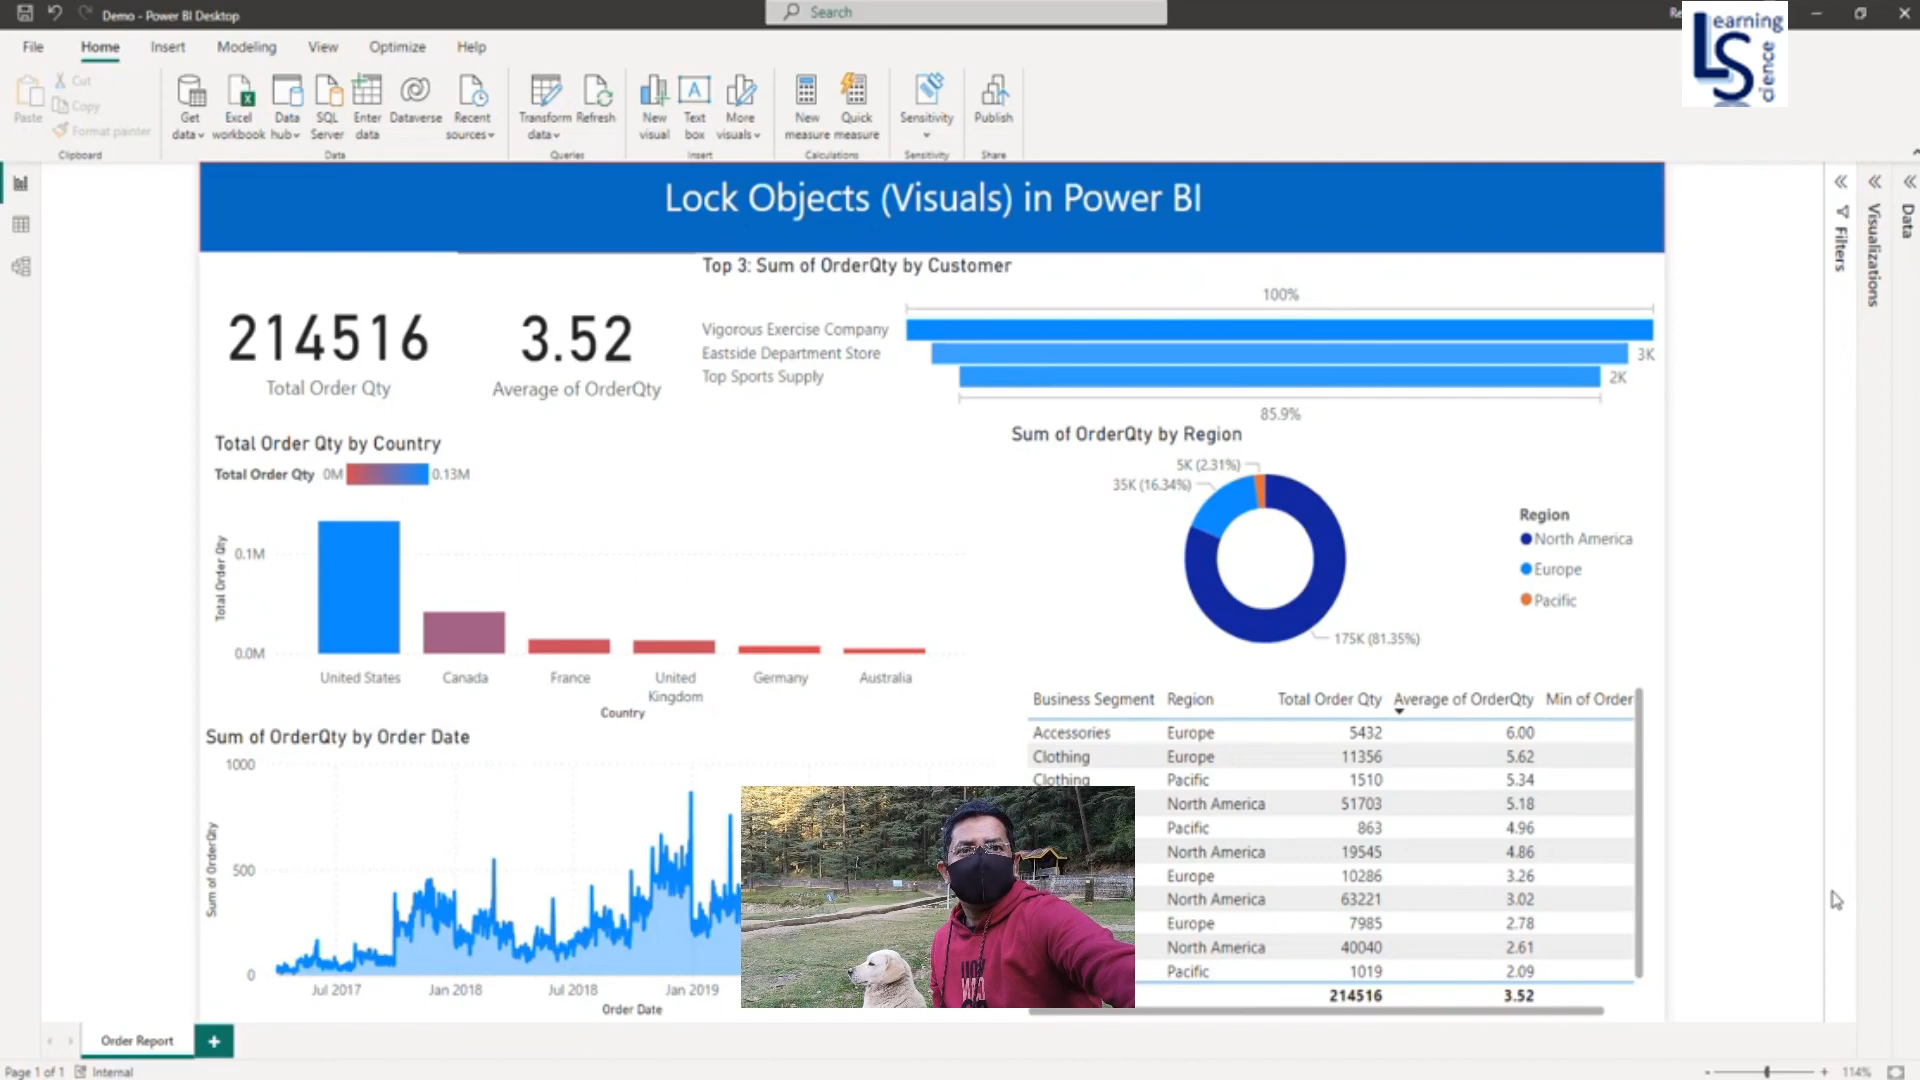 Demo - Power BI Desktop
Search
Re
Learning
Science
File Home Insert Modeling View Optimize Help
Paste
Cut
Copy
Format painter
Clipboard
Get data
Excel workbook
Data hub
SQL Server
Enter data
Dataverse
Recent sources
Data
Transform data
Refresh
Queries
New visual
Text box
More visuals
Insert
New measure
Quick measure
Calculations
Sensitivity
Sensitivity
Publish
Share
Lock Objects (Visuals) in Power BI
Filters
Visualizations
Data
214516
Total Order Qty
3.52
Average of OrderQty
Top 3: Sum of OrderQty by Customer
100%
Vigorous Exercise Company
Eastside Department Store 3K
Top Sports Supply 2K
85.9%
Total Order Qty by Country
Total Order Qty 0M 0.13M
Total Order Qty
0.1M
0.0M
United States Canada France United Kingdom Germany Australia
Country
Sum of OrderQty by Region
5K (2.31%)
35K (16.34%)
175K (81.35%)
Region
North America
Europe
Pacific
Sum of OrderQty by Order Date
Sum of OrderQty
1000
500
0
Jul 2017 Jan 2018 Jul 2018 Jan 2019
Order Date
Business Segment Region Total Order Qty Average of OrderQty Min of Order
Accessories Europe 5432 6.00
Clothing Europe 11356 5.62
Clothing Pacific 1510 5.34
North America 51703 5.18
Pacific 863 4.96
North America 19545 4.86
Europe 10286 3.26
North America 63221 3.02
Europe 7985 2.78
North America 40040 2.61
Pacific 1019 2.09
214516 3.52
Order Report
Page 1 of 1 Internal
114%